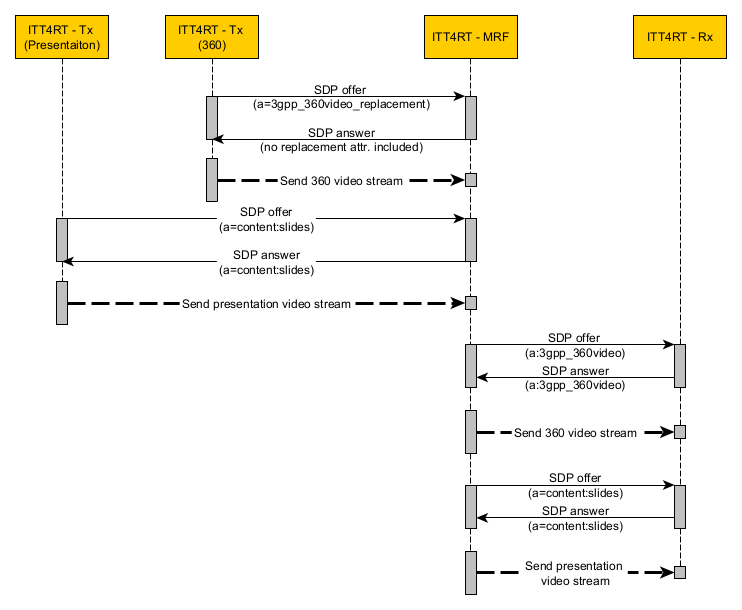 ITT4RT - Tx
(Presentaiton)
ITT4RT - Tx
(360)
ITT4RT - MRF
ITT4RT - Rx
SDP offer
(a=3gpp_360video_replacement)
SDP answer
(no replacement attr. included)
Send 360 video stream
SDP offer
(a=content:slides)
SDP answer
(a=content:slides)
Send presentation video stream
SDP offer
(a:3gpp_360video)
SDP answer
(a:3gpp_360video)
Send 360 video stream
SDP offer
(a=content:slides)
SDP answer
(a=content:slides)
Send presentation
video stream